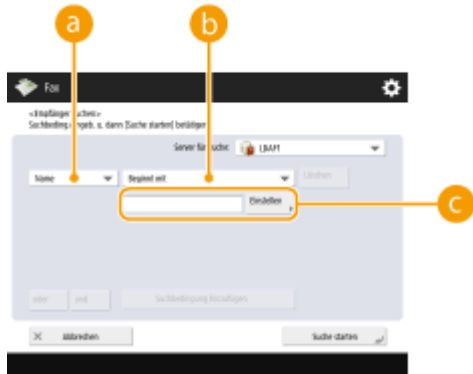 a
b
Fax
<Empfänger suchen>
Suchbeding. eingeb. u. dann [Suche starten] betätigen.
Server für Suche:
LDAP1
Name
Beginnt mit
Löschen
Einstellen
c
oder
und
Suchbedingung hinzufügen
Abbrechen
Suche starten